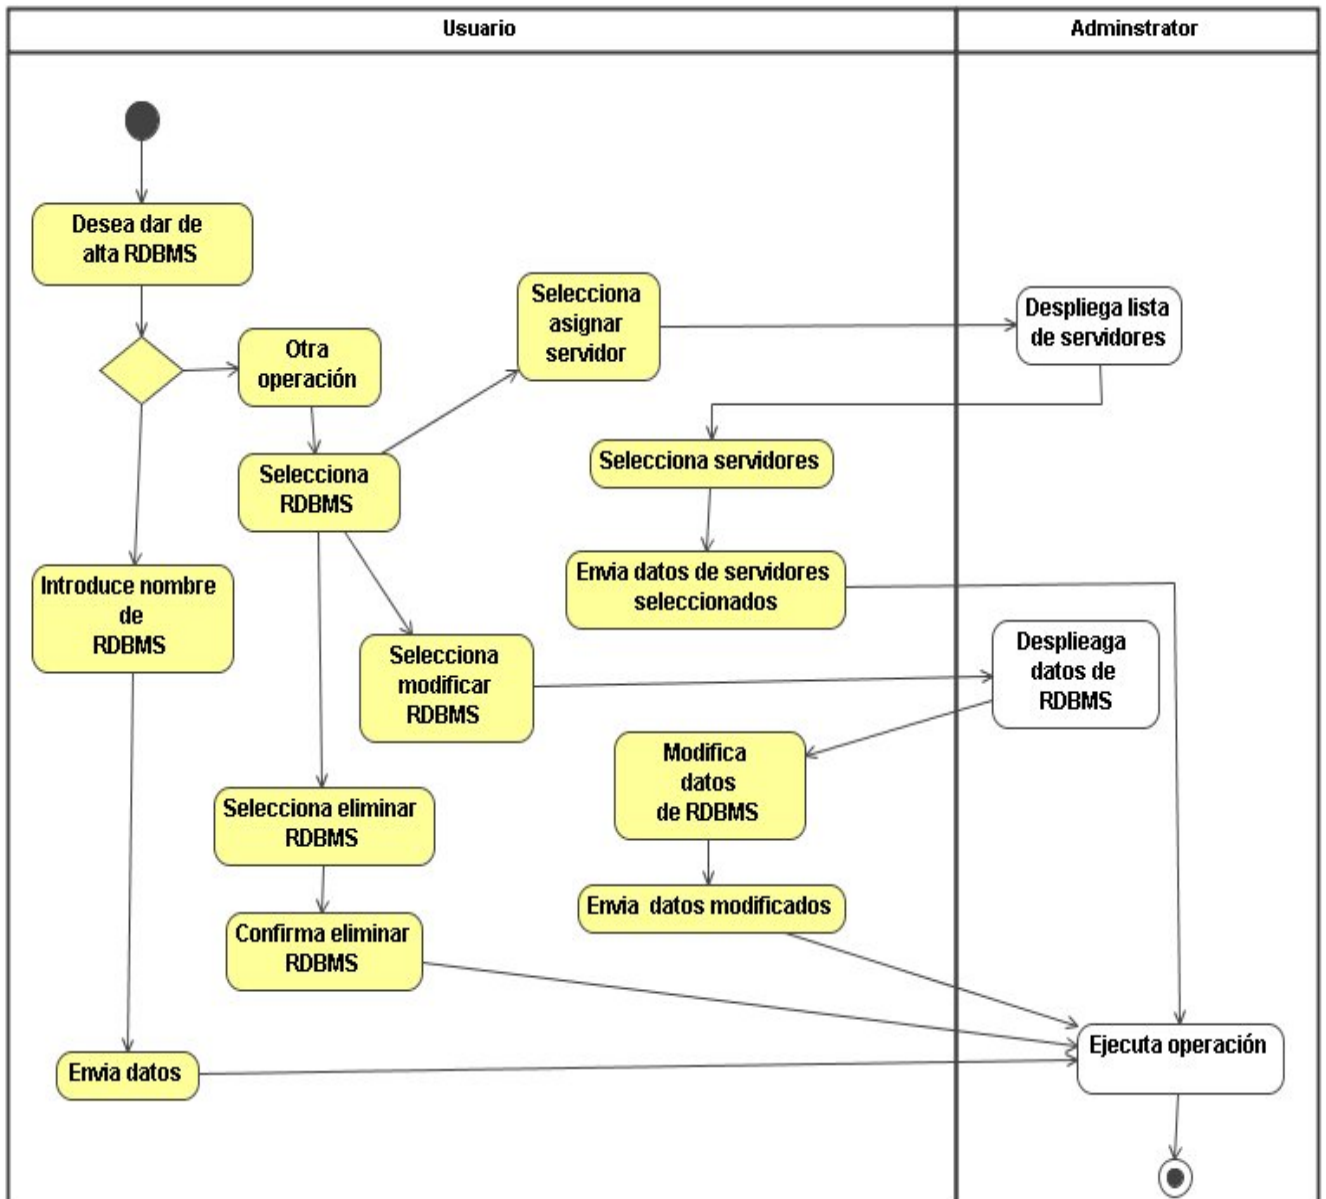 Usuario
Adminstrator
Desea dar de
alta RDBMS
Otra
operación
Selecciona
asignar
servidor
Despliega lista
de servidores
Selecciona
RDBMS
Selecciona servidores
Introduce nombre
de
RDBMS
Envia datos de servidores
seleccionados
Selecciona
modificar
RDBMS
Desplieaga
datos de
RDBMS
Modifica
datos
de RDBMS
Selecciona eliminar
RDBMS
Envia datos modificados
Confirma eliminar
RDBMS
Envia datos
Ejecuta operación